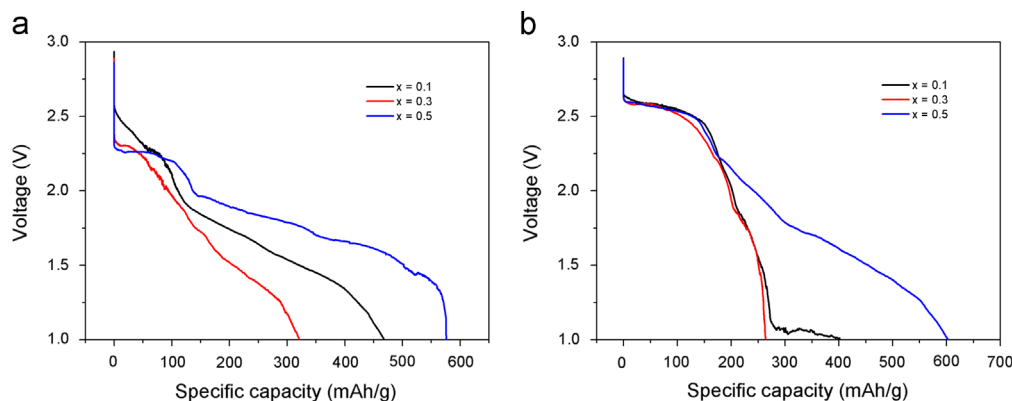 a
3.0
2.5
2.0
1.5
1.0
Voltage (V)
x = 0.1
x = 0.3
x = 0.5
0 100 200 300 400 500 600
Specific capacity (mAh/g)
b
3.0
2.5
2.0
1.5
1.0
Voltage (V)
x = 0.1
x = 0.3
x = 0.5
0 100 200 300 400 500 600 700
Specific capacity (mAh/g)